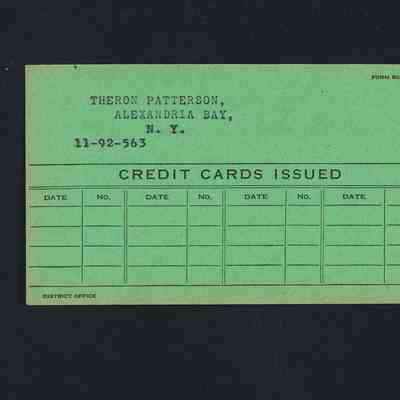 FORM
THERON PATTERSON,
ALEXANDRIA BAY,
N. Y.
11-92-563
CREDIT CARDS ISSUED
DATE No. DATE No. DATE No. DATE
DISTRICT OFFICE